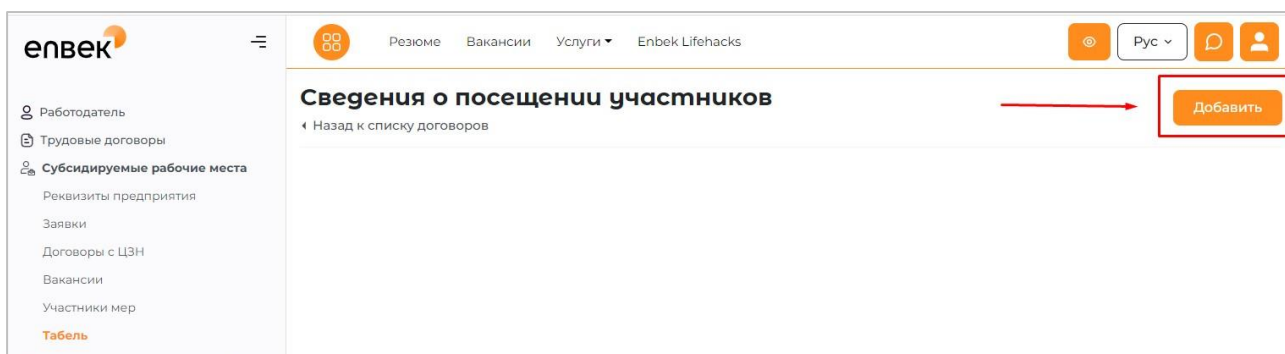 enbek
Резюме Вакансии Услуги Enbek Lifehacks Рус
Сведения о посещении участников
Добавить
Назад к списку договоров
Работодатель
Трудовые договоры
Субсидируемые рабочие места
Реквизиты предприятия
Заявки
Договоры с ЦЗН
Вакансии
Участники мер
Табель